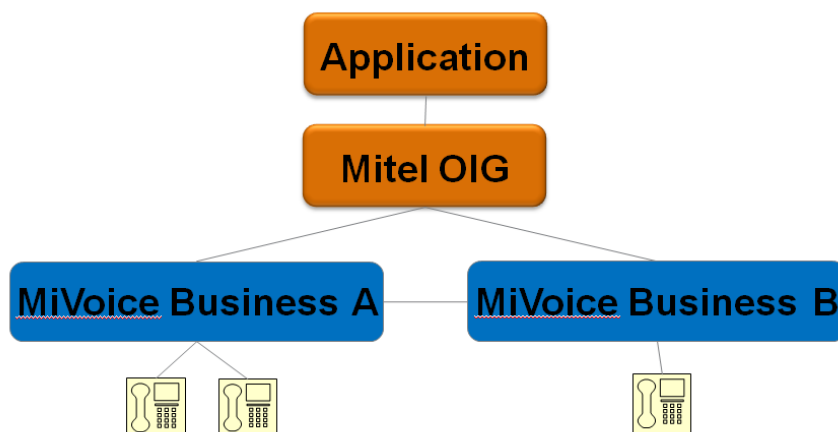 Application
Mitel OIG
MiVoice Business A
MiVoice Business B